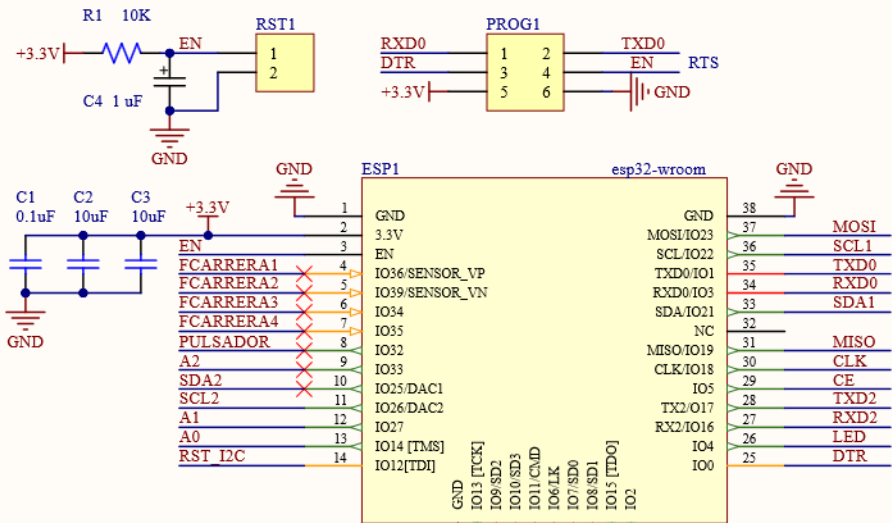 R1 10K
EN
+3.3V
C4 1 uF
GND
RST1
1
2
PROG1
RXD0 1 2 TXD0
DTR 3 4 EN RTS
+3.3V 5 6 GND
C1 C2 C3
0.1uF 10uF 10uF
+3.3V
GND
GND
ESP1 esp32-wroom
GND
1 GND
2 3.3V
EN 3 EN
FCARRERA1 4 IO36/SENSOR_VP
FCARRERA2 5 IO39/SENSOR_VN
FCARRERA3 6 IO34
FCARRERA4 7 IO35
PULSADOR 8 IO32
A2 9 IO33
SDA2 10 IO25/DAC1
SCL2 11 IO26/DAC2
A1 12 IO27
A0 13 IO14 [TMS]
RST_I2C 14 IO12[TDI]
GND 38
MOSI/IO23 37 MOSI
SCL/IO22 36 SCL1
TXD0/IO1 35 TXD0
RXD0/IO3 34 RXD0
SDA/IO21 33 SDA1
NC 32
MISO/IO19 31 MISO
CLK/IO18 30 CLK
IO5 29 CE
TX2/IO17 28 TXD2
RX2/IO16 27 RXD2
IO4 26 LED
IO0 25 DTR
GND
IO13 [TCK]
IO9/SD2
IO10/SD3
IO11/CMD
IO6/LK
IO7/SD0
IO8/SD1
IO15 [TDO]
IO2